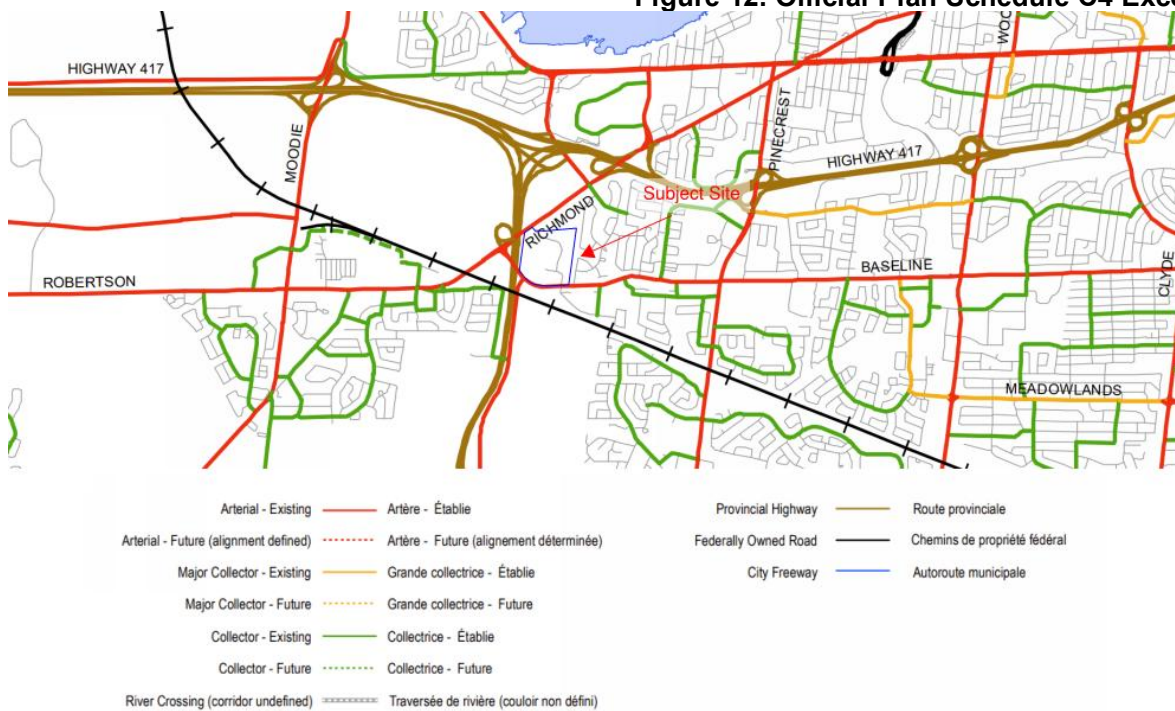 Figure 12: Official Plan Schedule C4 Exce
HIGHWAY 417
MOODIE
PINECREST
WOO
HIGHWAY 417
Subject Site
RICHMOND
ROBERTSON
BASELINE
CLYDE
MEADOWLANDS
Arterial - Existing Artère - Établie
Arterial - Future (alignment defined) Artère - Future (alignement déterminée)
Major Collector - Existing Grande collectrice - Établie
Major Collector - Future Grande collectrice - Future
Collector - Existing Collectrice - Établie
Collector - Future Collectrice - Future
River Crossing (corridor undefined) Traversée de rivière (couloir non défini)
Provincial Highway Route provinciale
Federally Owned Road Chemins de propriété fédéral
City Freeway Autoroute municipale